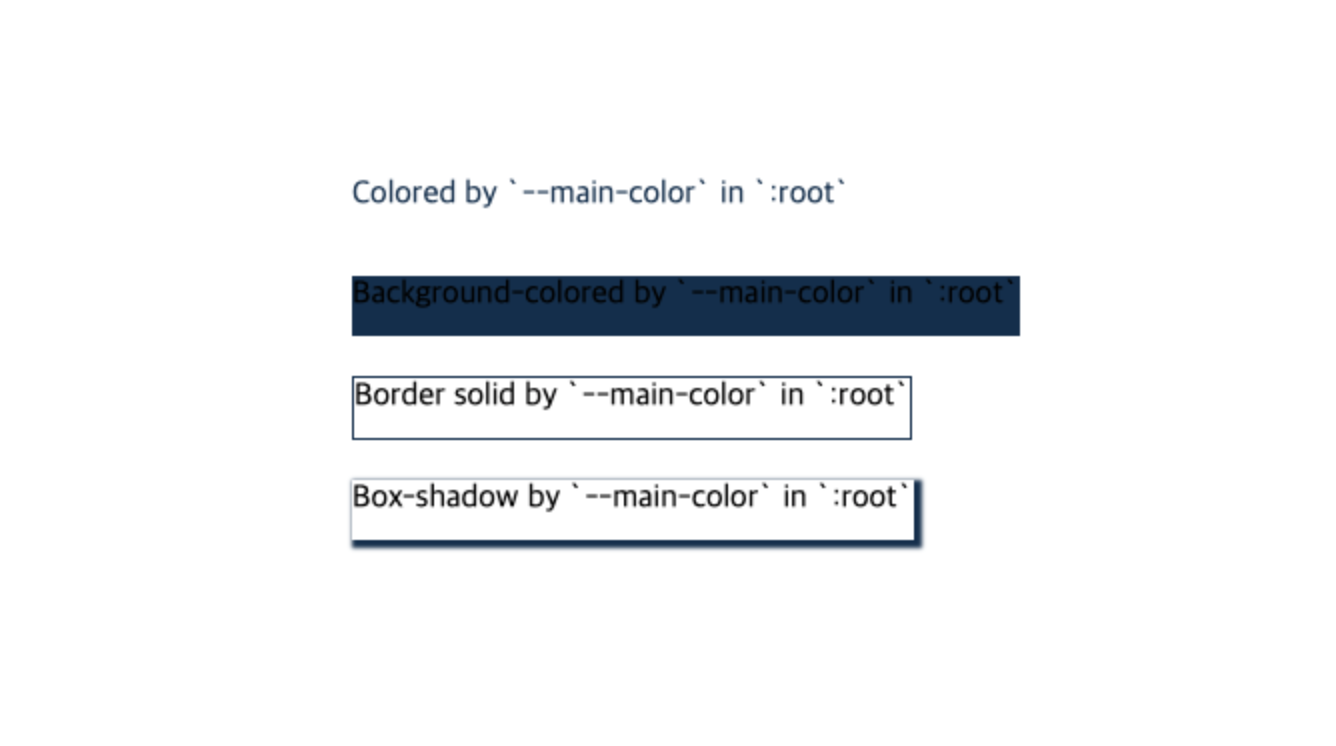 Colored by `--main-color` in `:root`
Background-colored by `--main-color` in `:root`
Border solid by `--main-color` in `:root`
Box-shadow by `--main-color` in `:root`